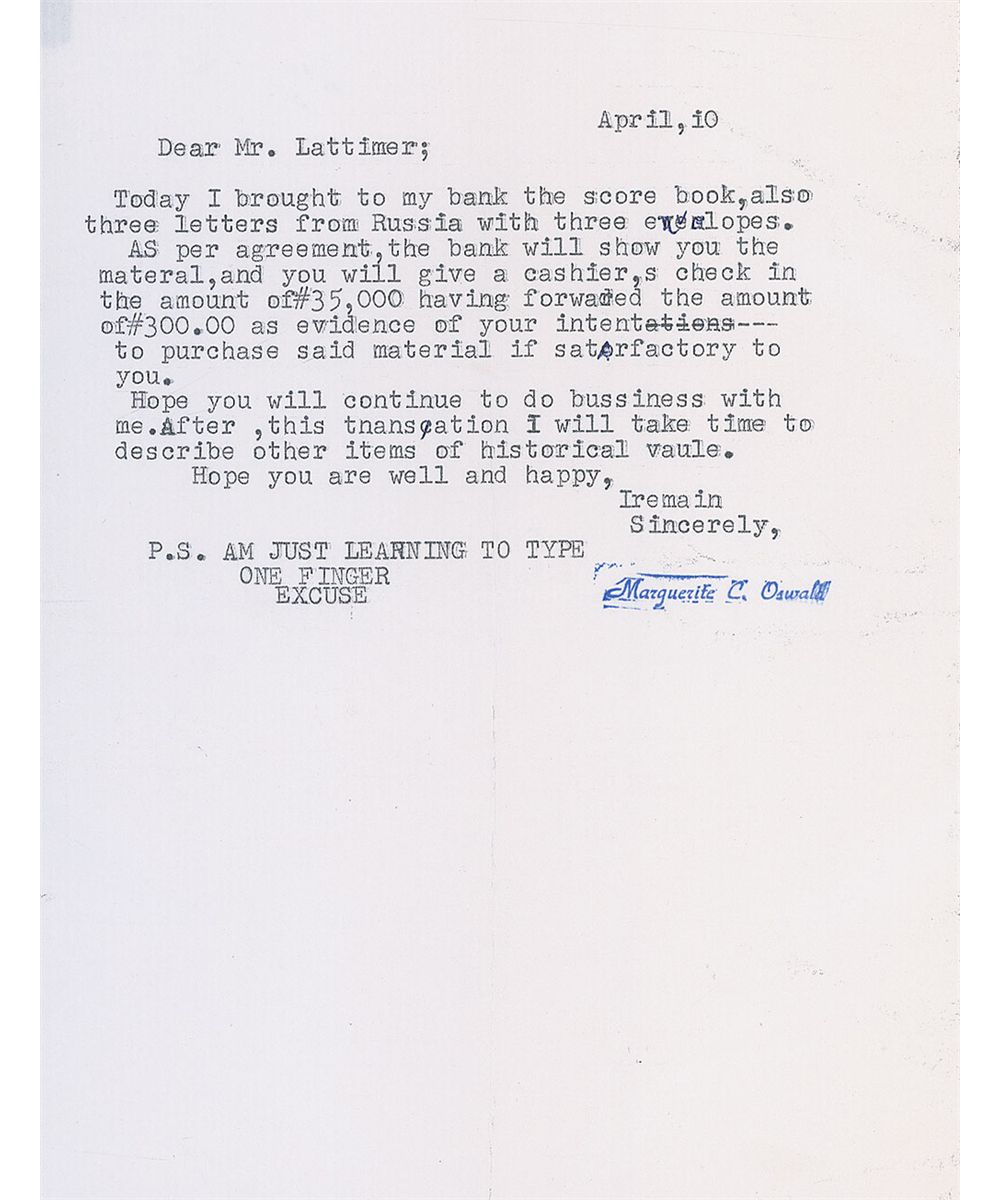 April,i0
Dear Mr. Lattimer;
Today I brought to my bank the score book,also
three letters from Russia with three envelopes.
AS per agreement,the bank will show you the
materal,and you will give a cashier,s check in
the amount of#35,000 having forwaded the amount
of#300.00 as evidence of your intentations---
to purchase said material if saterfactory to
you.
Hope you will continue to do bussiness with
me.After ,this tnanscation I will take time to
describe other items of historical vaule.
Hope you are well and happy,
Iremain
Sincerely,
P.S. AM JUST LEARNING TO TYPE
ONE FINGER
EXCUSE
Marguerite C. Oswald